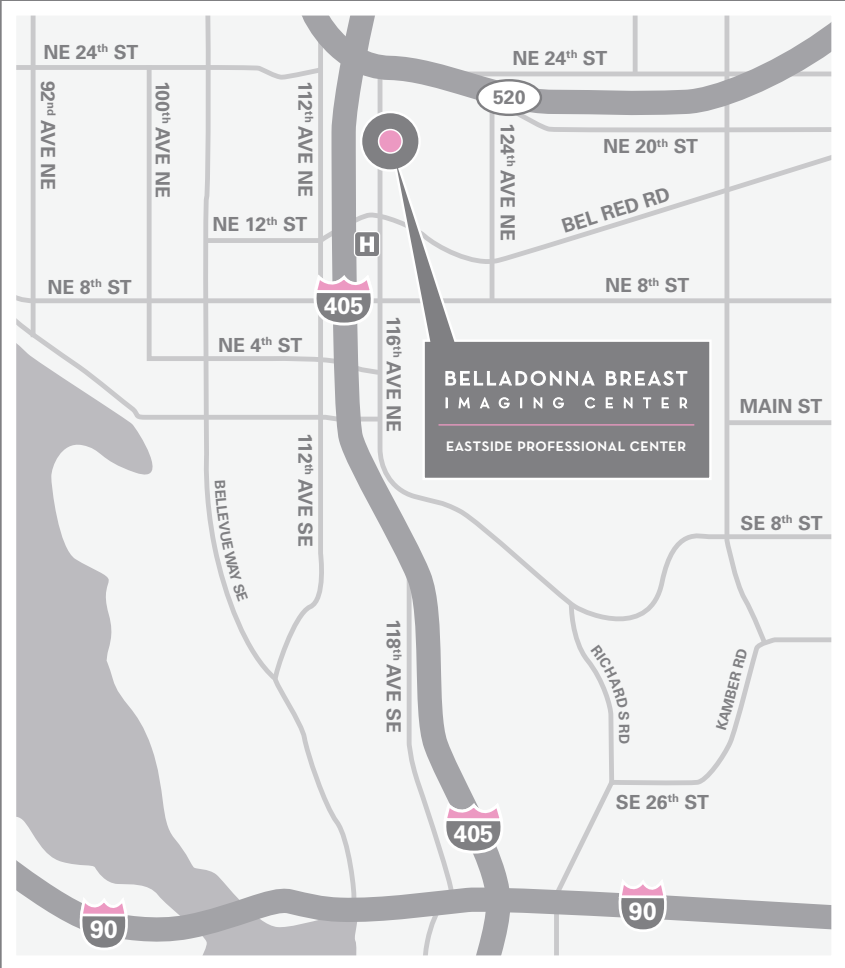 NE 24th ST
NE 24th ST
520
92nd AVE NE
100th AVE NE
112th AVE NE
124th AVE NE
NE 20th ST
BEL RED RD
NE 12th ST
H
NE 8th ST
405
NE 8th ST
NE 4th ST
116th AVE NE
BELLADONNA BREAST
IMAGING CENTER
EASTSIDE PROFESSIONAL CENTER
MAIN ST
112th AVE SE
BELLEVUE WAY SE
SE 8th ST
118th AVE SE
RICHARD S RD
KAMBER RD
SE 26th ST
405
90
90